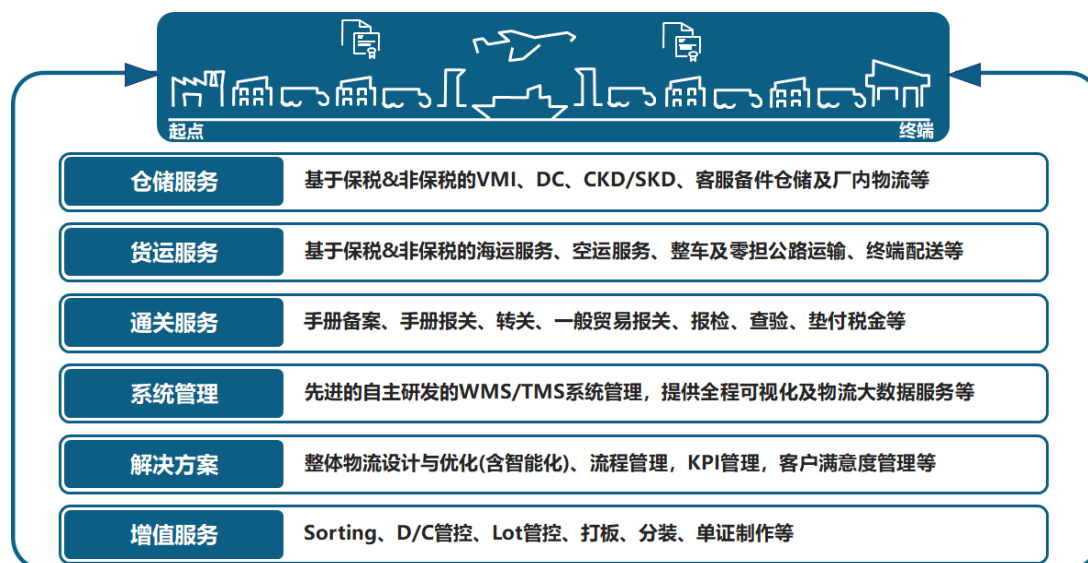 起点
终端
仓储服务
基于保税&非保税的VMI、DC、CKD/SKD、客服备件仓储及厂内物流等
货运服务
基于保税&非保税的海运服务、空运服务、整车及零担公路运输、终端配送等
通关服务
手册备案、手册报关、转关、一般贸易报关、报检、查验、垫付税金等
系统管理
先进的自主研发的WMS/TMS系统管理，提供全程可视化及物流大数据服务等
解决方案
整体物流设计与优化(含智能化)、流程管理，KPI管理，客户满意度管理等
增值服务
Sorting、D/C管控、Lot管控、打板、分装、单证制作等